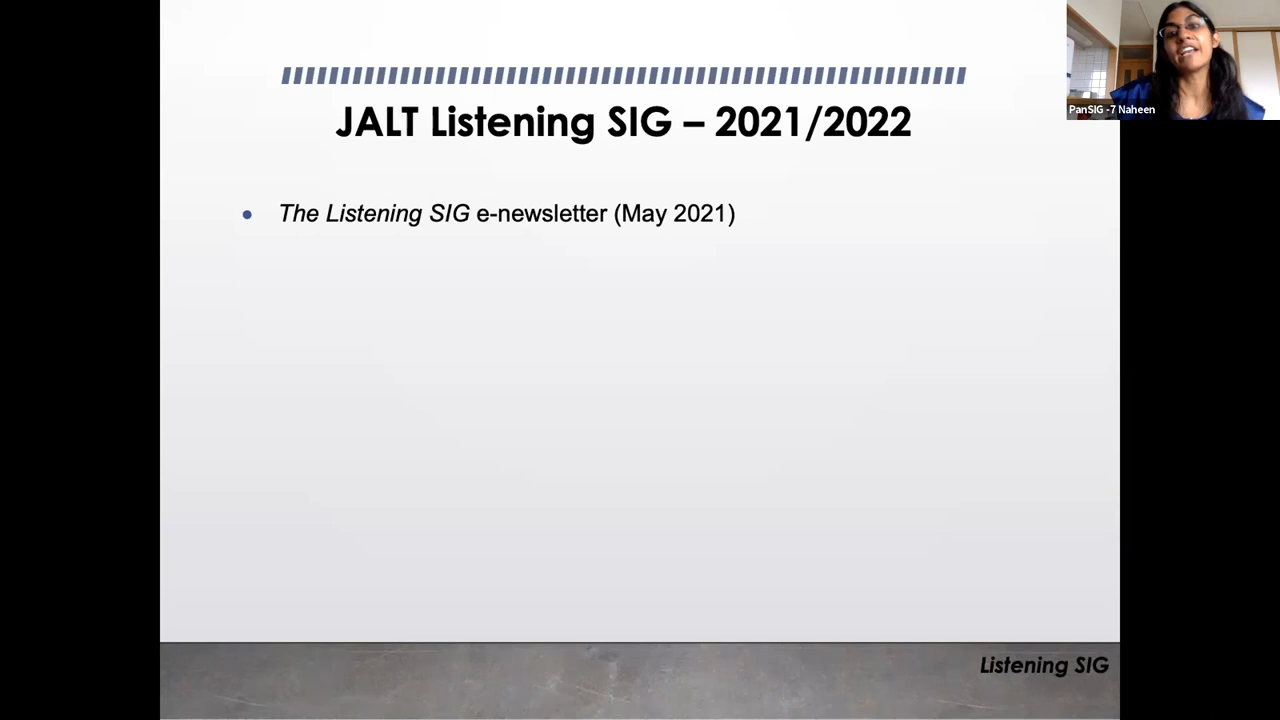 JALT Listening SIG – 2021/2022
• The Listening SIG e-newsletter (May 2021)
Listening SIG
PanSIG -7 Naheen